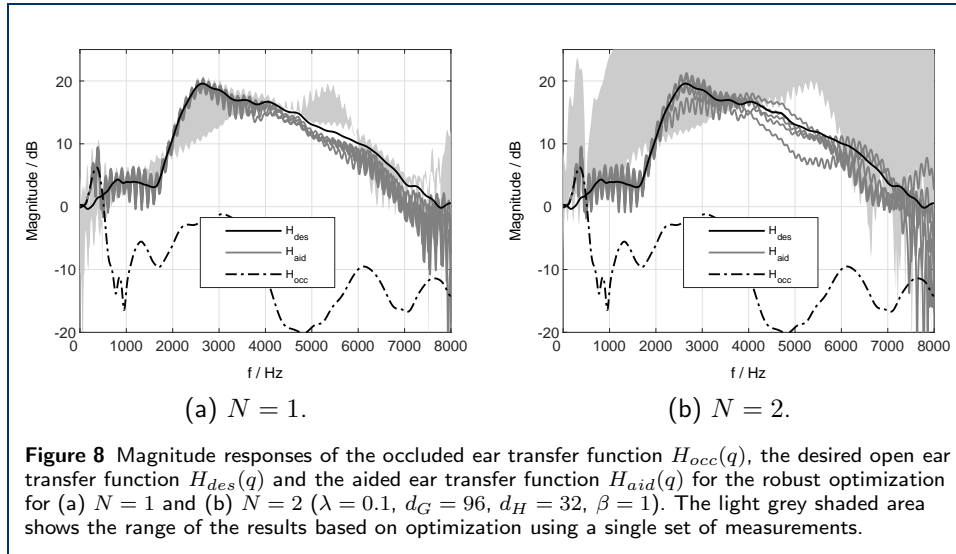 20
10
0
-10
-20
Magnitude / dB
H_des
H_aid
H_occ
0 1000 2000 3000 4000 5000 6000 7000 8000
f / Hz
(a) N = 1.
20
10
0
-10
-20
Magnitude / dB
H_des
H_aid
H_occ
0 1000 2000 3000 4000 5000 6000 7000 8000
f / Hz
(b) N = 2.
Figure 8 Magnitude responses of the occluded ear transfer function H_occ(q), the desired open ear
transfer function H_des(q) and the aided ear transfer function H_aid(q) for the robust optimization
for (a) N = 1 and (b) N = 2 (λ = 0.1, d_G = 96, d_H = 32, β = 1). The light grey shaded area
shows the range of the results based on optimization using a single set of measurements.